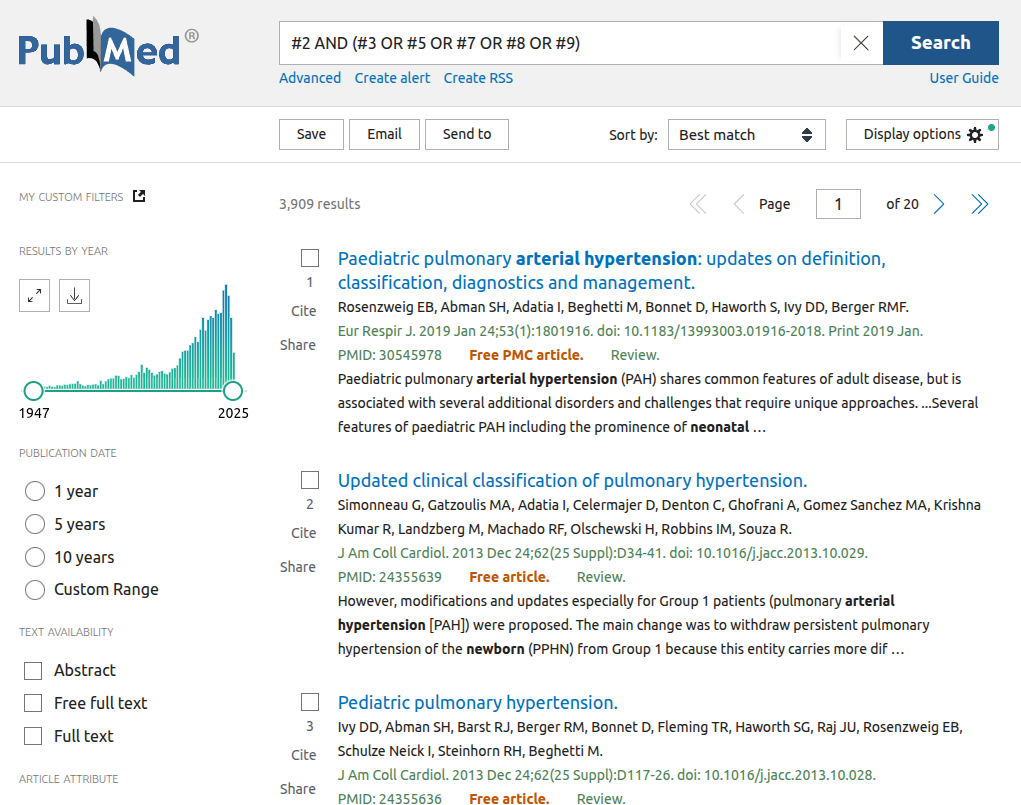 PubMed®
#2 AND (#3 OR #5 OR #7 OR #8 OR #9)
Search
Advanced Create alert Create RSS User Guide
Save Email Send to Sort by: Best match Display options
MY CUSTOM FILTERS
3,909 results
Page 1 of 20
RESULTS BY YEAR
1947 2025
PUBLICATION DATE
1 year
5 years
10 years
Custom Range
TEXT AVAILABILITY
Abstract
Free full text
Full text
ARTICLE ATTRIBUTE
1
Cite
Share
Paediatric pulmonary arterial hypertension: updates on definition,
classification, diagnostics and management.
Rosenzweig EB, Abman SH, Adatia I, Beghetti M, Bonnet D, Haworth S, Ivy DD, Berger RMF.
Eur Respir J. 2019 Jan 24;53(1):1801916. doi: 10.1183/13993003.01916-2018. Print 2019 Jan.
PMID: 30545978 Free PMC article. Review.
Paediatric pulmonary arterial hypertension (PAH) shares common features of adult disease, but is
associated with several additional disorders and challenges that require unique approaches. ...Several
features of paediatric PAH including the prominence of neonatal …
2
Cite
Share
Updated clinical classification of pulmonary hypertension.
Simonneau G, Gatzoulis MA, Adatia I, Celermajer D, Denton C, Ghofrani A, Gomez Sanchez MA, Krishna
Kumar R, Landzberg M, Machado RF, Olschewski H, Robbins IM, Souza R.
J Am Coll Cardiol. 2013 Dec 24;62(25 Suppl):D34-41. doi: 10.1016/j.jacc.2013.10.029.
PMID: 24355639 Free article. Review.
However, modifications and updates especially for Group 1 patients (pulmonary arterial
hypertension [PAH]) were proposed. The main change was to withdraw persistent pulmonary
hypertension of the newborn (PPHN) from Group 1 because this entity carries more dif …
3
Cite
Share
Pediatric pulmonary hypertension.
Ivy DD, Abman SH, Barst RJ, Berger RM, Bonnet D, Fleming TR, Haworth SG, Raj JU, Rosenzweig EB,
Schulze Neick I, Steinhorn RH, Beghetti M.
J Am Coll Cardiol. 2013 Dec 24;62(25 Suppl):D117-26. doi: 10.1016/j.jacc.2013.10.028.
PMID: 24355636 Free article. Review.